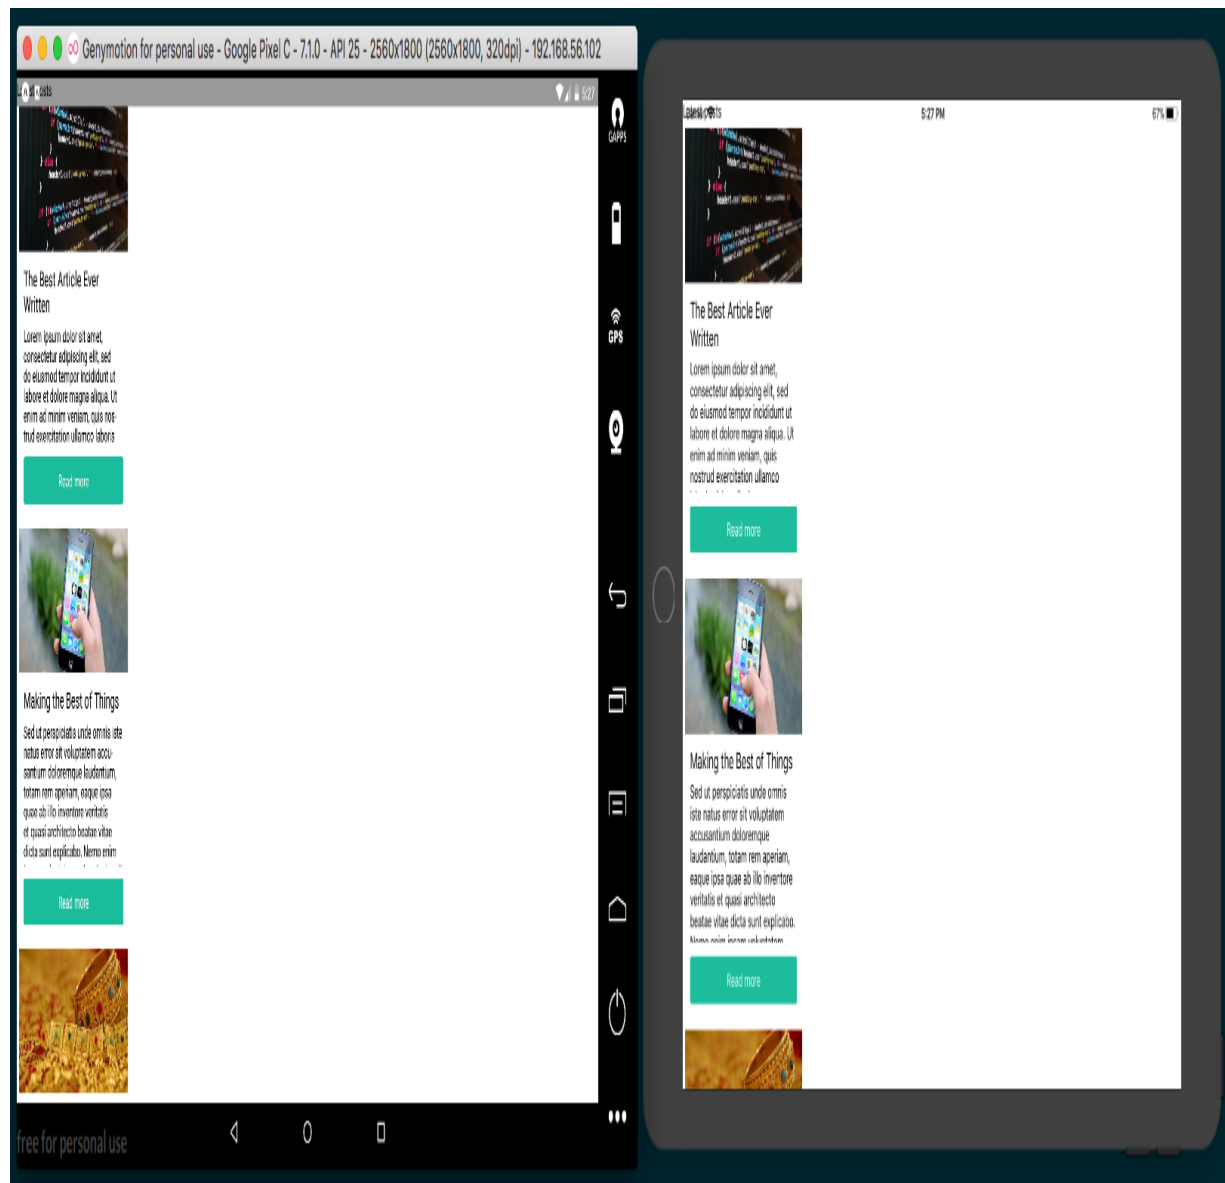 Genymotion for personal use - Google Pixel C - 7.1.0 - API 25 - 2560x1800 (2560x1800, 320dpi) - 192.168.56.102
5:27
GAPPS
GPS
The Best Article Ever
Written
Lorem ipsum dolor sit amet,
consectetur adipiscing elit, sed
do eiusmod tempor incididunt ut
labore et dolore magna aliqua. Ut
enim ad minim veniam, quis nos-
trud exercitation ullamco laboris
Read more
Making the Best of Things
Sed ut perspiciatis unde omnis iste
natus error sit voluptatem accu-
santium doloremque laudantium,
totam rem aperiam, eaque ipsa
quae ab illo inventore veritatis
et quasi architecto beatae vitae
dicta sunt explicabo. Nemo enim
Read more
free for personal use
Latest posts
5:27 PM
67%
The Best Article Ever
Written
Lorem ipsum dolor sit amet,
consectetur adipiscing elit, sed
do eiusmod tempor incididunt ut
labore et dolore magna aliqua. Ut
enim ad minim veniam, quis
nostrud exercitation ullamco
Read more
Making the Best of Things
Sed ut perspiciatis unde omnis
iste natus error sit voluptatem
accusantium doloremque
laudantium, totam rem aperiam,
eaque ipsa quae ab illo inventore
veritatis et quasi architecto
beatae vitae dicta sunt explicabo.
Nemo enim ipsam voluptatem
Read more